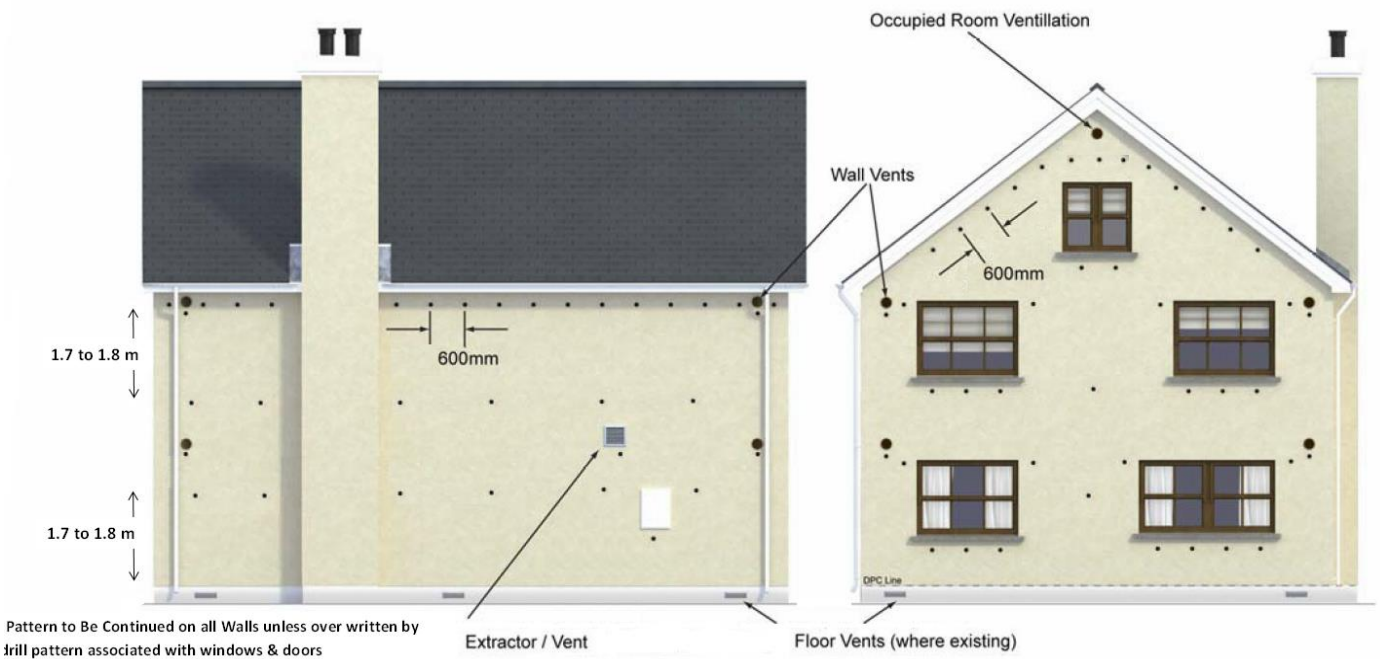 Occupied Room Ventillation
Wall Vents
600mm
1.7 to 1.8 m
600mm
1.7 to 1.8 m
DPC Line
Pattern to Be Continued on all Walls unless over written by
drill pattern associated with windows & doors
Extractor / Vent
Floor Vents (where existing)